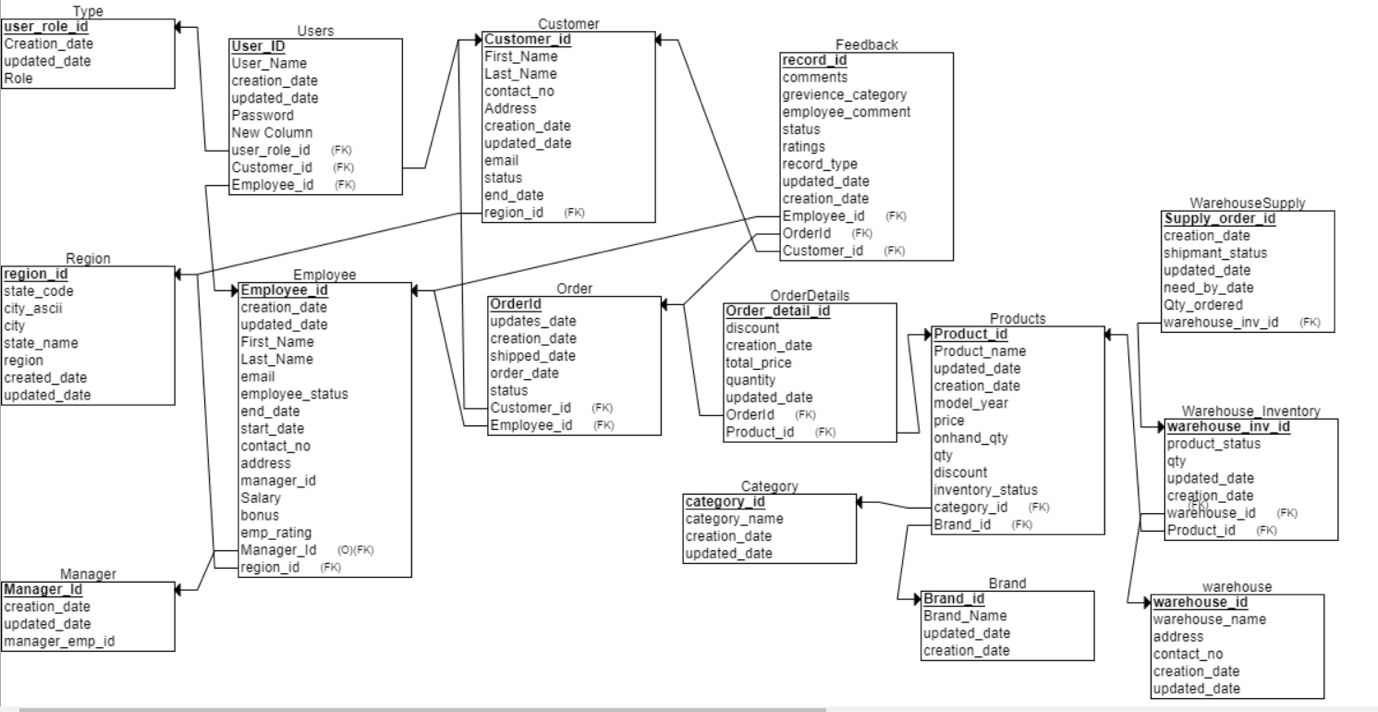 Type
user_role_id
Creation_date
updated_date
Role
Users
User_ID
User_Name
creation_date
updated_date
Password
New Column
user_role_id (FK)
Customer_id (FK)
Employee_id (FK)
Customer
Customer_id
First_Name
Last_Name
contact_no
Address
creation_date
updated_date
email
status
end_date
region_id (FK)
Feedback
record_id
comments
grevience_category
employee_comment
status
ratings
record_type
updated_date
creation_date
Employee_id (FK)
OrderId (FK)
Customer_id (FK)
WarehouseSupply
Supply_order_id
creation_date
shipmant_status
updated_date
need_by_date
Qty_ordered
warehouse_inv_id (FK)
Region
region_id
state_code
city_ascii
city
state_name
region
created_date
updated_date
Employee
Employee_id
creation_date
updated_date
First_Name
Last_Name
email
employee_status
end_date
start_date
contact_no
address
manager_id
Salary
bonus
emp_rating
Manager_Id (O)(FK)
region_id (FK)
Order
OrderId
updates_date
creation_date
shipped_date
order_date
status
Customer_id (FK)
Employee_id (FK)
OrderDetails
Order_detail_id
discount
creation_date
total_price
quantity
updated_date
OrderId (FK)
Product_id (FK)
Products
Product_id
Product_name
updated_date
creation_date
model_year
price
onhand_qty
qty
discount
inventory_status
category_id (FK)
Brand_id (FK)
Warehouse_Inventory
warehouse_inv_id
product_status
qty
updated_date
creation_date
(FK)
warehouse_id (FK)
Product_id (FK)
Category
category_id
category_name
creation_date
updated_date
Manager
Manager_Id
creation_date
updated_date
manager_emp_id
Brand
Brand_id
Brand_Name
updated_date
creation_date
warehouse
warehouse_id
warehouse_name
address
contact_no
creation_date
updated_date